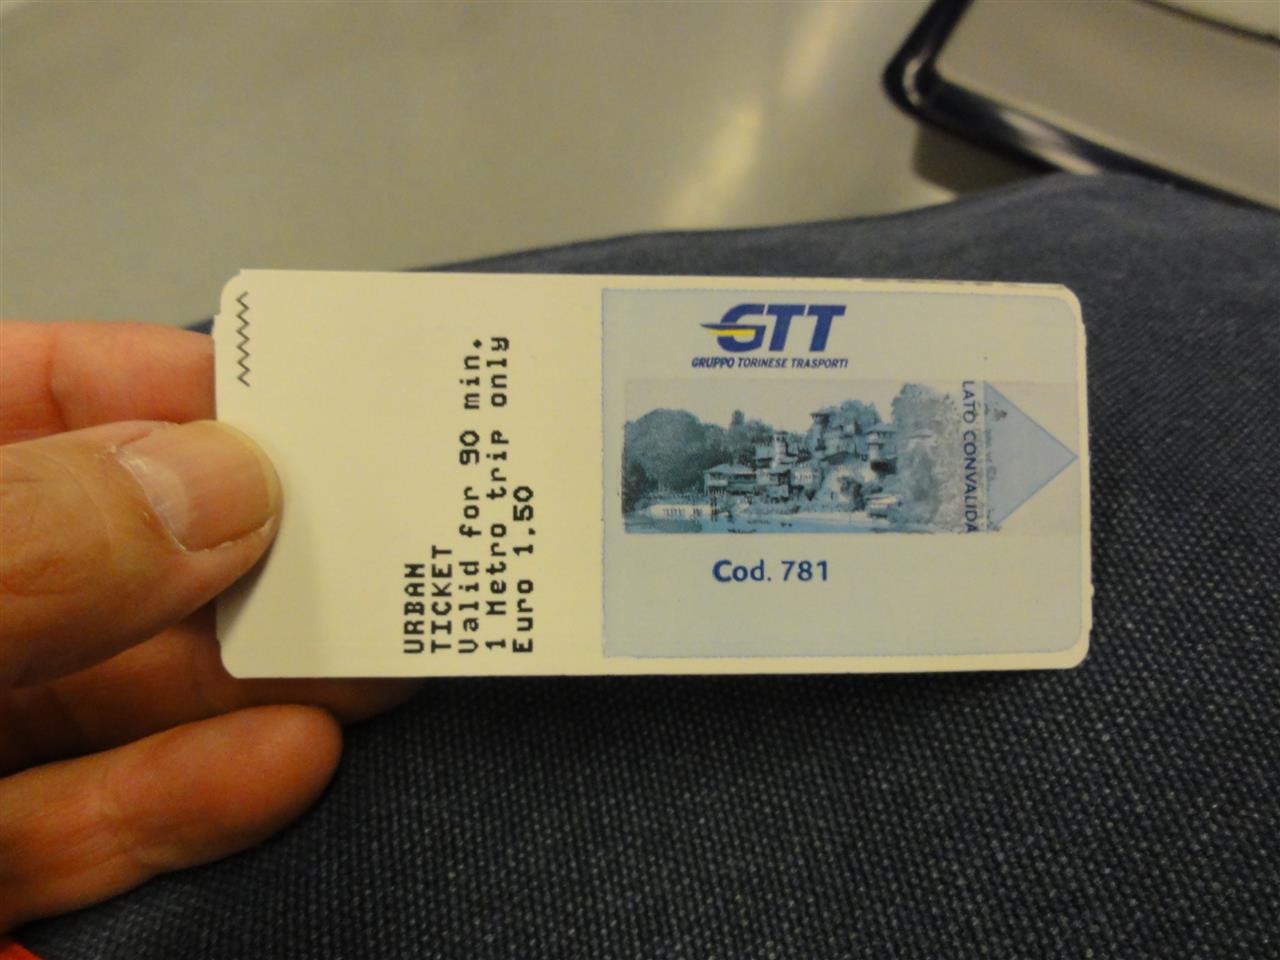 URBAN
TICKET
Valid for 90 min.
1 Metro trip only
Euro 1,50
GTT
GRUPPO TORINESE TRASPORTI
LATO CONVALIDA
Cod. 781